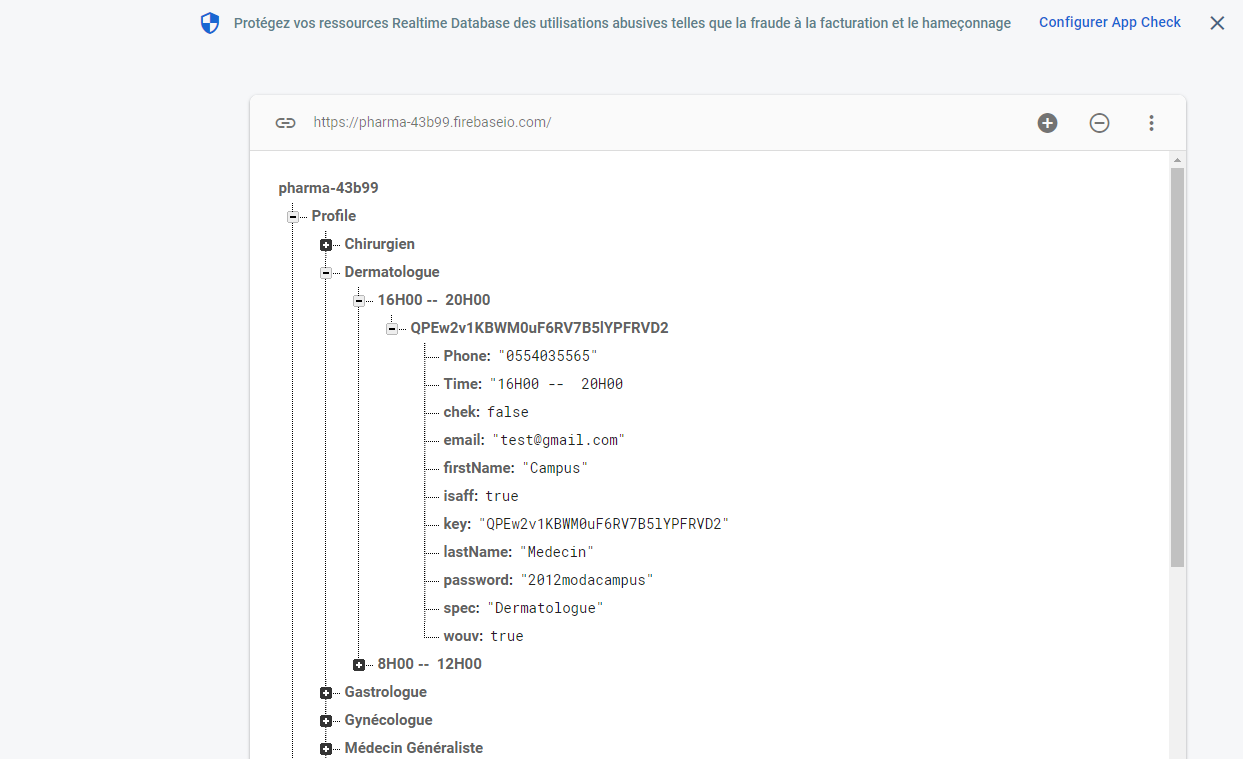 Protégez vos ressources Realtime Database des utilisations abusives telles que la fraude à la facturation et le hameçonnage Configurer App Check
https://pharma-43b99.firebaseio.com/
pharma-43b99
Profile
Chirurgien
Dermatologue
16H00 -- 20H00
QPEw2v1KBWM0uF6RV7B5lYPFRVD2
Phone: "0554035565"
Time: "16H00 -- 20H00
chek: false
email: "test@gmail.com"
firstName: "Campus"
isaff: true
key: "QPEw2v1KBWM0uF6RV7B5lYPFRVD2"
lastName: "Medecin"
password: "2012modacampus"
spec: "Dermatologue"
wouv: true
8H00 -- 12H00
Gastrologue
Gynécologue
Médecin Généraliste